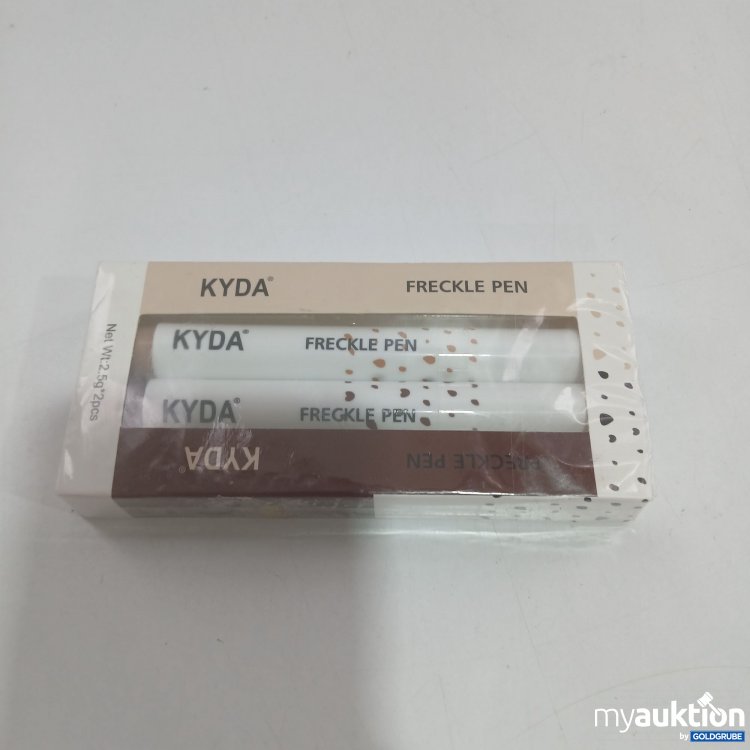 KYDA® FRECKLE PEN
KYDA® FRECKLE PEN
KYDA® FRECKLE PEN
KYDA® FRECKLE PEN
Net Wt:2.5g*2pcs
myauktion
by GOLDGRUBE